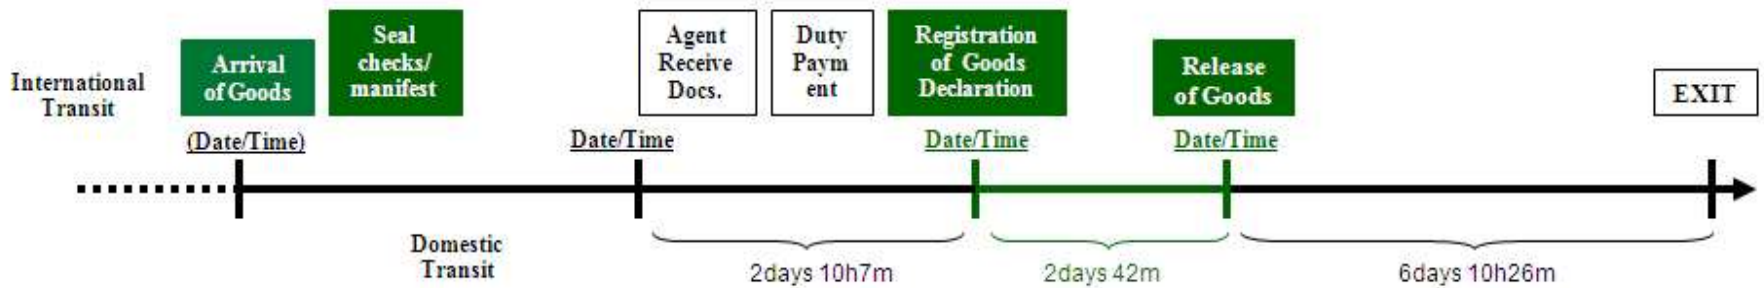 International
Transit
Arrival
of Goods
Seal
checks/
manifest
Agent
Receive
Docs.
Duty
Paym
ent
Registration
of Goods
Declaration
Release
of Goods
EXIT
(Date/Time)
Date/Time
Date/Time
Date/Time
Domestic
Transit
2days 10h7m
2days 42m
6days 10h26m